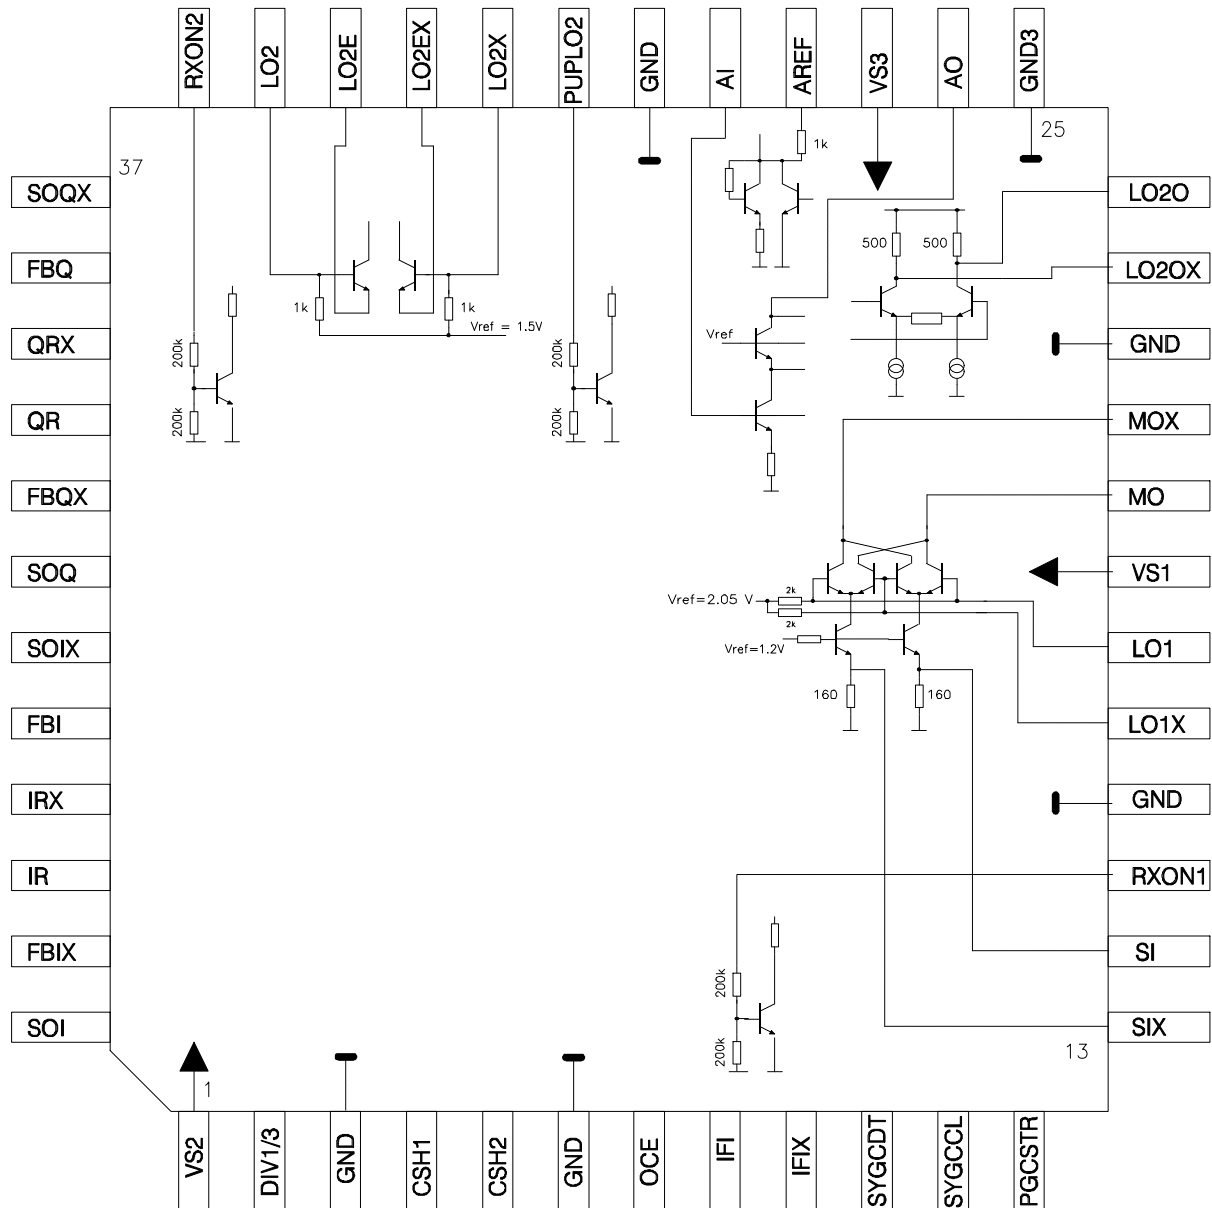 RXON2
LO2
LO2E
LO2EX
LO2X
PUPLO2
GND
AI
AREF
VS3
AO
GND3
37
25
1k
SOQX
LO2O
500
500
FBQ
LO2OX
1k
1k
Vref = 1.5V
Vref
QRX
200k
200k
GND
QR
200k
200k
MOX
FBQX
MO
SOQ
VS1
2k
Vref=2.05 V
2k
SOIX
Vref=1.2V
LO1
160
160
FBI
LO1X
IRX
GND
IR
RXON1
FBIX
SI
200k
SOI
SIX
200k
13
1
VS2
DIV1/3
GND
CSH1
CSH2
GND
OCE
IFI
IFIX
SYGCDT
SYGCCL
PGCSTR